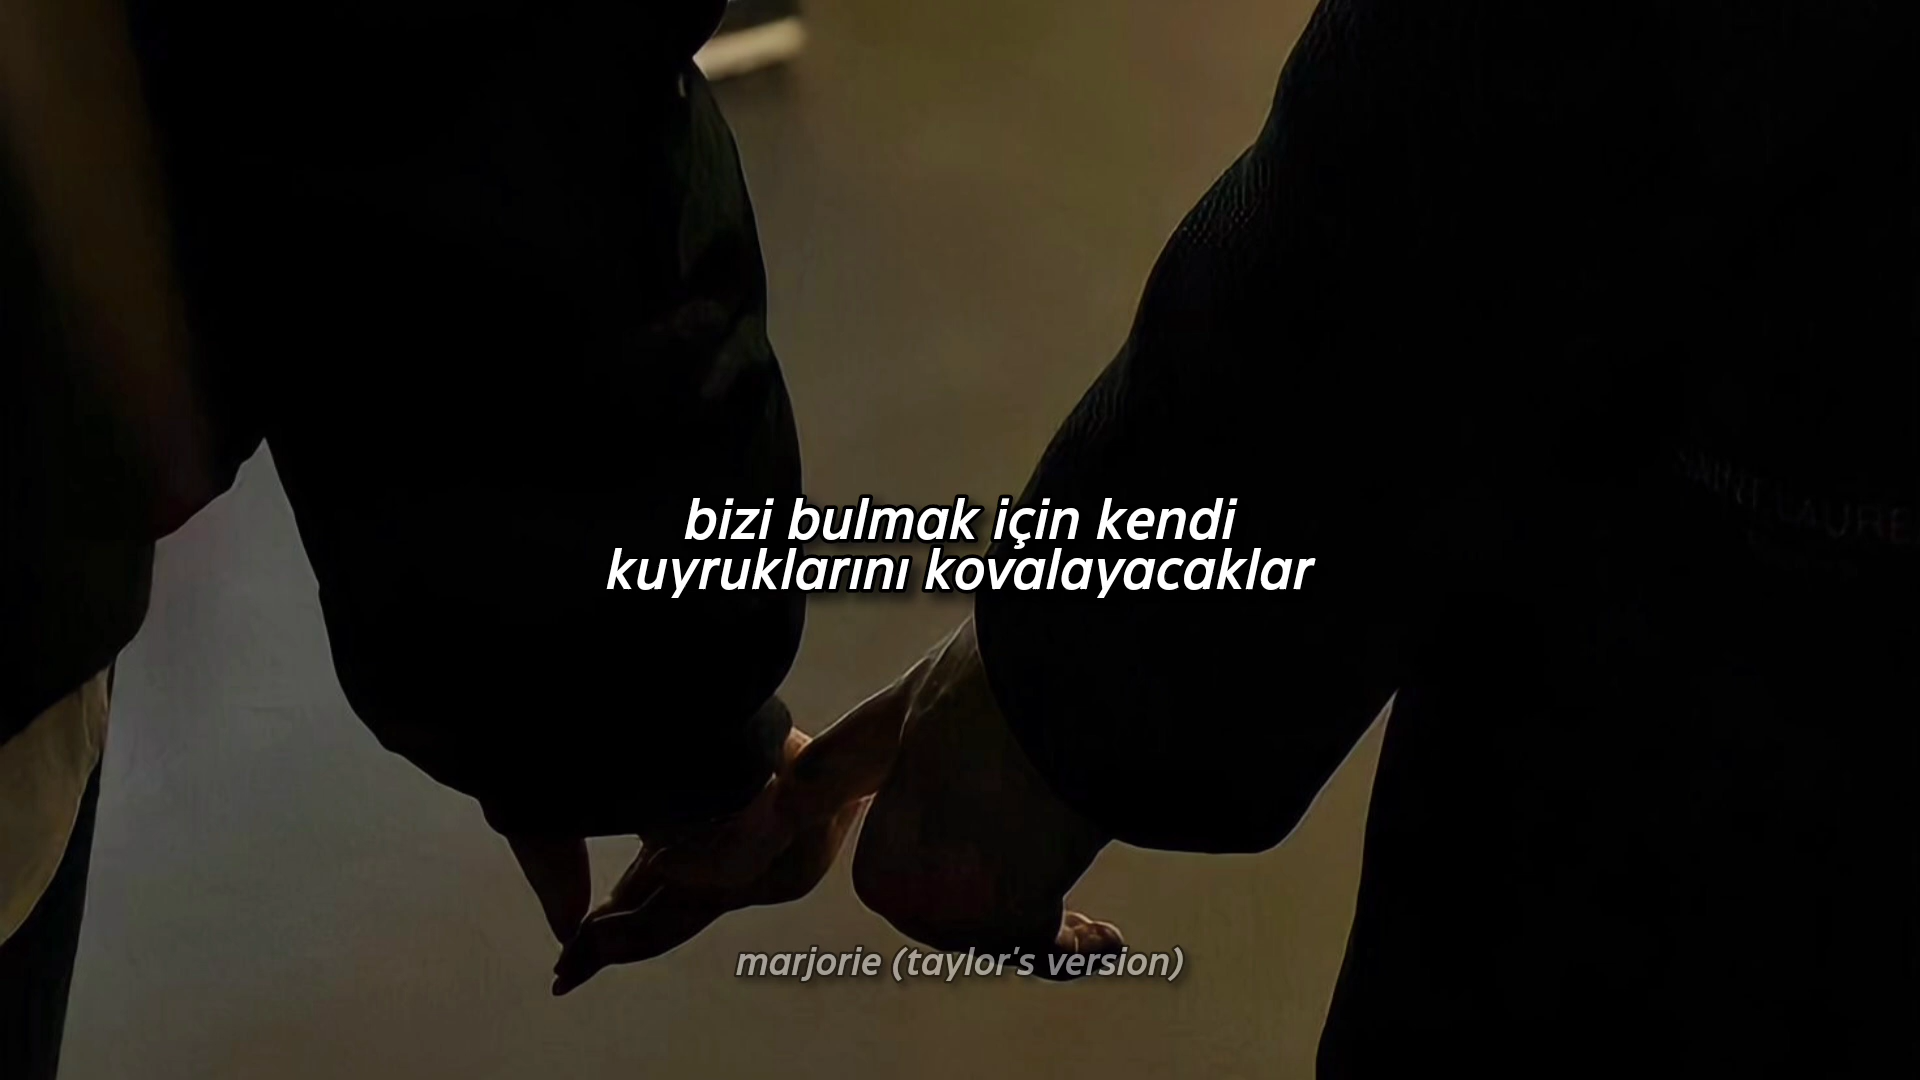 bizi bulmak için kendi
kuyruklarını kovalayacaklar
marjorie (taylor's version)